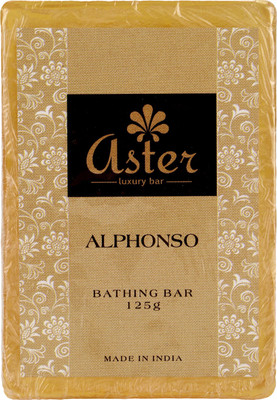 aster
luxury bar
ALPHONSO
BATHING BAR
125g
MADE IN INDIA